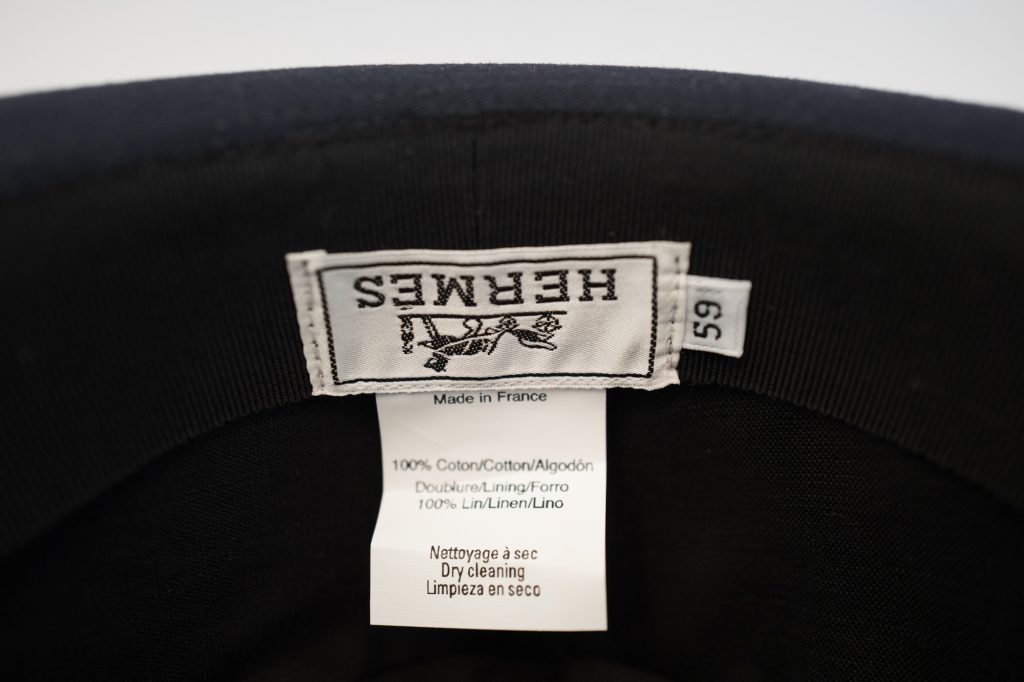 HERMÈS
59
Made in France
100% Coton/Cotton/Algodón
Doublure/Lining/Forro
100% Lin/Linen/Lino
Nettoyage à sec
Dry cleaning
Limpieza en seco